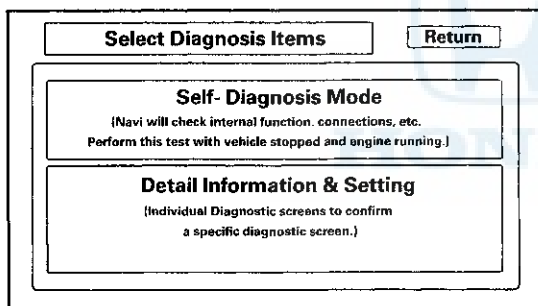 Select Diagnosis Items
Return
Self- Diagnosis Mode
(Navi will check internal function. connections, etc.
Perform this test with vehicle stopped and engine running.)
Detail Information & Setting
(Individual Diagnostic screens to confirm
a specific diagnostic screen.)
HON